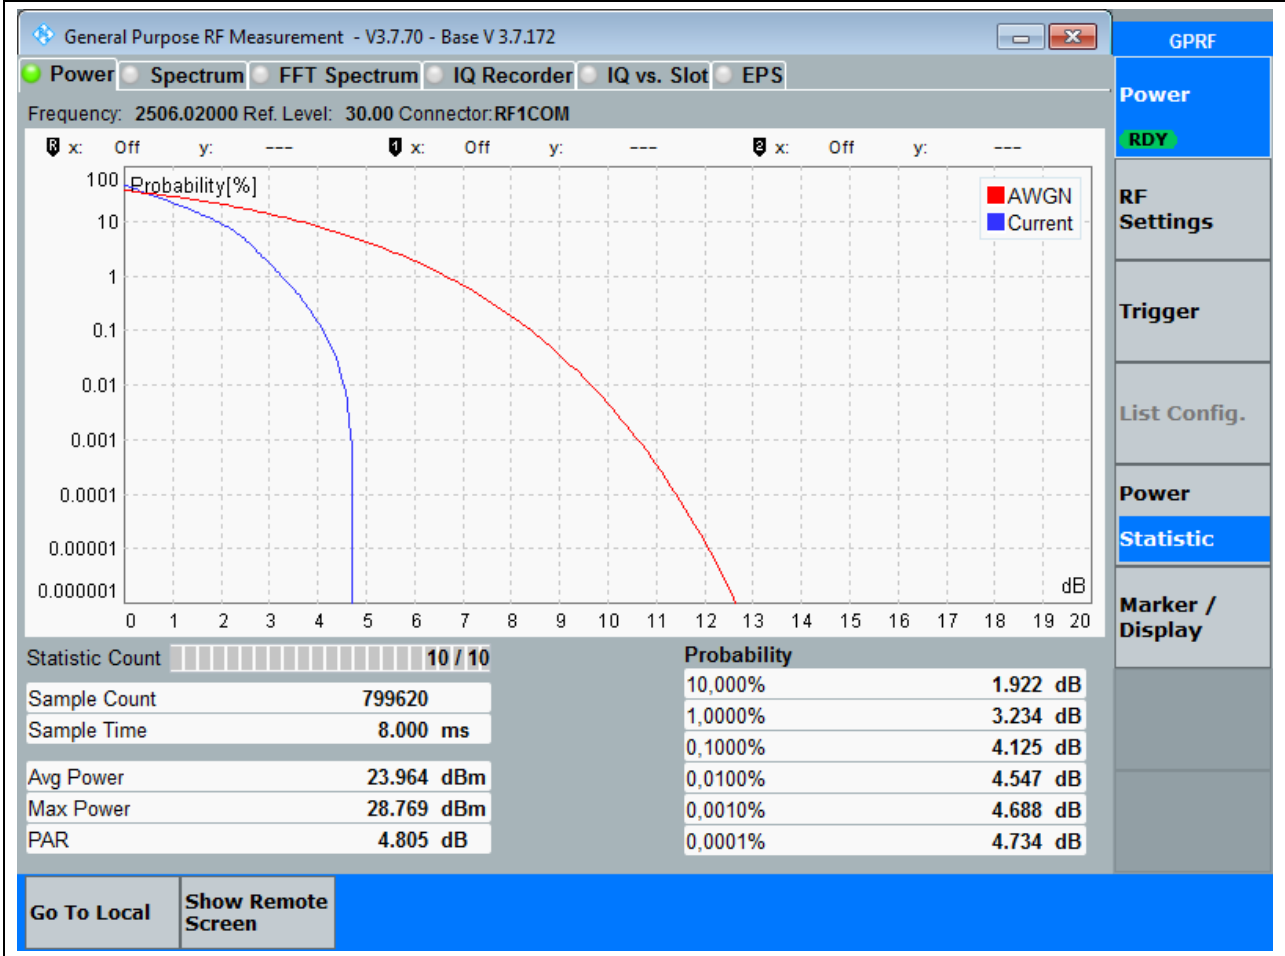 General Purpose RF Measurement - V3.7.70 - Base V 3.7.172
GPRF
Power Spectrum FFT Spectrum IQ Recorder IQ vs. Slot EPS
Frequency: 2506.02000 Ref. Level: 30.00 Connector:RF1COM
R x: Off y: --- 1 x: Off y: --- 2 x: Off y: ---
Probability[%]
AWGN
Current
100
10
1
0.1
0.01
0.001
0.0001
0.00001
0.000001
dB
0 1 2 3 4 5 6 7 8 9 10 11 12 13 14 15 16 17 18 19 20
Statistic Count 10 / 10
Sample Count 799620
Sample Time 8.000 ms
Avg Power 23.964 dBm
Max Power 28.769 dBm
PAR 4.805 dB
Probability
10,000% 1.922 dB
1,0000% 3.234 dB
0,1000% 4.125 dB
0,0100% 4.547 dB
0,0010% 4.688 dB
0,0001% 4.734 dB
Power
RDY
RF
Settings
Trigger
List Config.
Power
Statistic
Marker /
Display
Go To Local
Show Remote
Screen